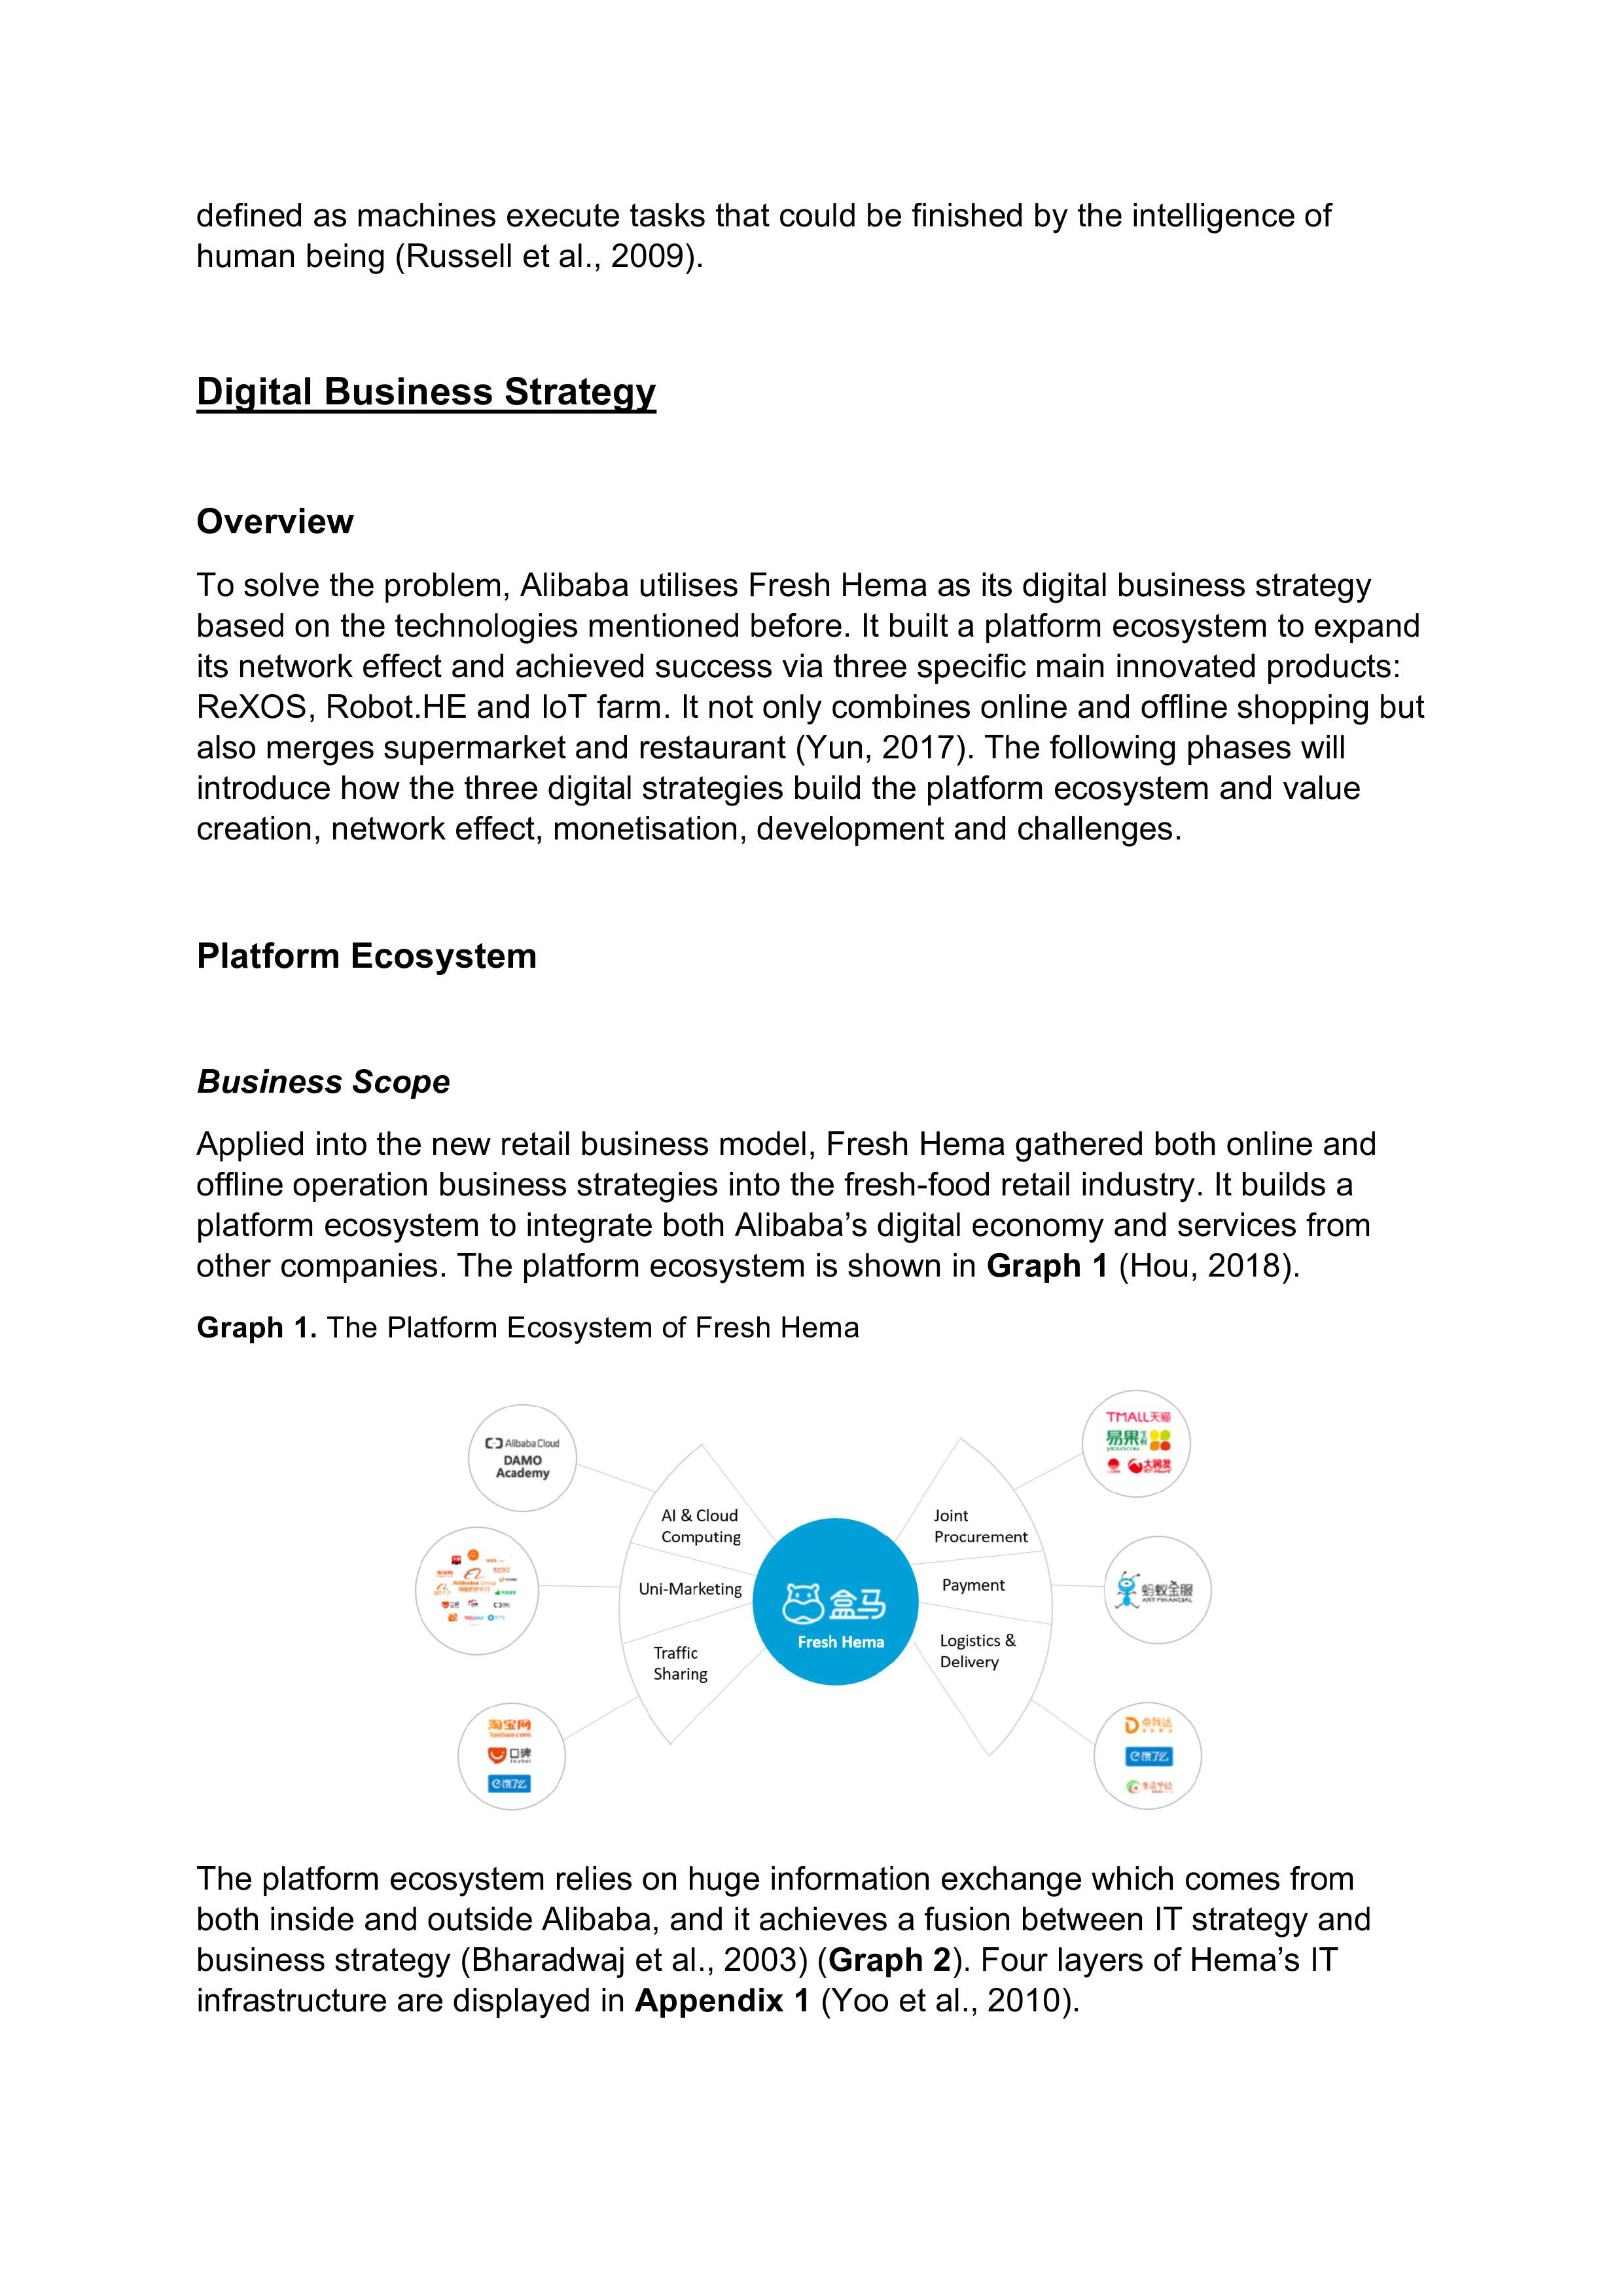 defined as machines execute tasks that could be finished by the intelligence of
human being (Russell et al., 2009).
Digital Business Strategy
Overview
To solve the problem, Alibaba utilises Fresh Hema as its digital business strategy
based on the technologies mentioned before. It built a platform ecosystem to expand
its network effect and achieved success via three specific main innovated products:
ReXOS, Robot.HE and IoT farm. It not only combines online and offline shopping but
also merges supermarket and restaurant (Yun, 2017). The following phases will
introduce how the three digital strategies build the platform ecosystem and value
creation, network effect, monetisation, development and challenges.
Platform Ecosystem
Business Scope
Applied into the new retail business model, Fresh Hema gathered both online and
offline operation business strategies into the fresh-food retail industry. It builds a
platform ecosystem to integrate both Alibaba’s digital economy and services from
other companies. The platform ecosystem is shown in Graph 1 (Hou, 2018).
Graph 1. The Platform Ecosystem of Fresh Hema
Alibaba Cloud
DAMO
Academy
Alibaba Group
淘宝网
Taobao.com
口碑
饿了么
AI & Cloud
Computing
Uni-Marketing
Traffic
Sharing
盒马
Fresh Hema
Joint
Procurement
Payment
Logistics &
Delivery
TMALL天猫
易果生鲜
大润发
蚂蚁金服
ANT FINANCIAL
点我达
饿了么
The platform ecosystem relies on huge information exchange which comes from
both inside and outside Alibaba, and it achieves a fusion between IT strategy and
business strategy (Bharadwaj et al., 2003) (Graph 2). Four layers of Hema’s IT
infrastructure are displayed in Appendix 1 (Yoo et al., 2010).